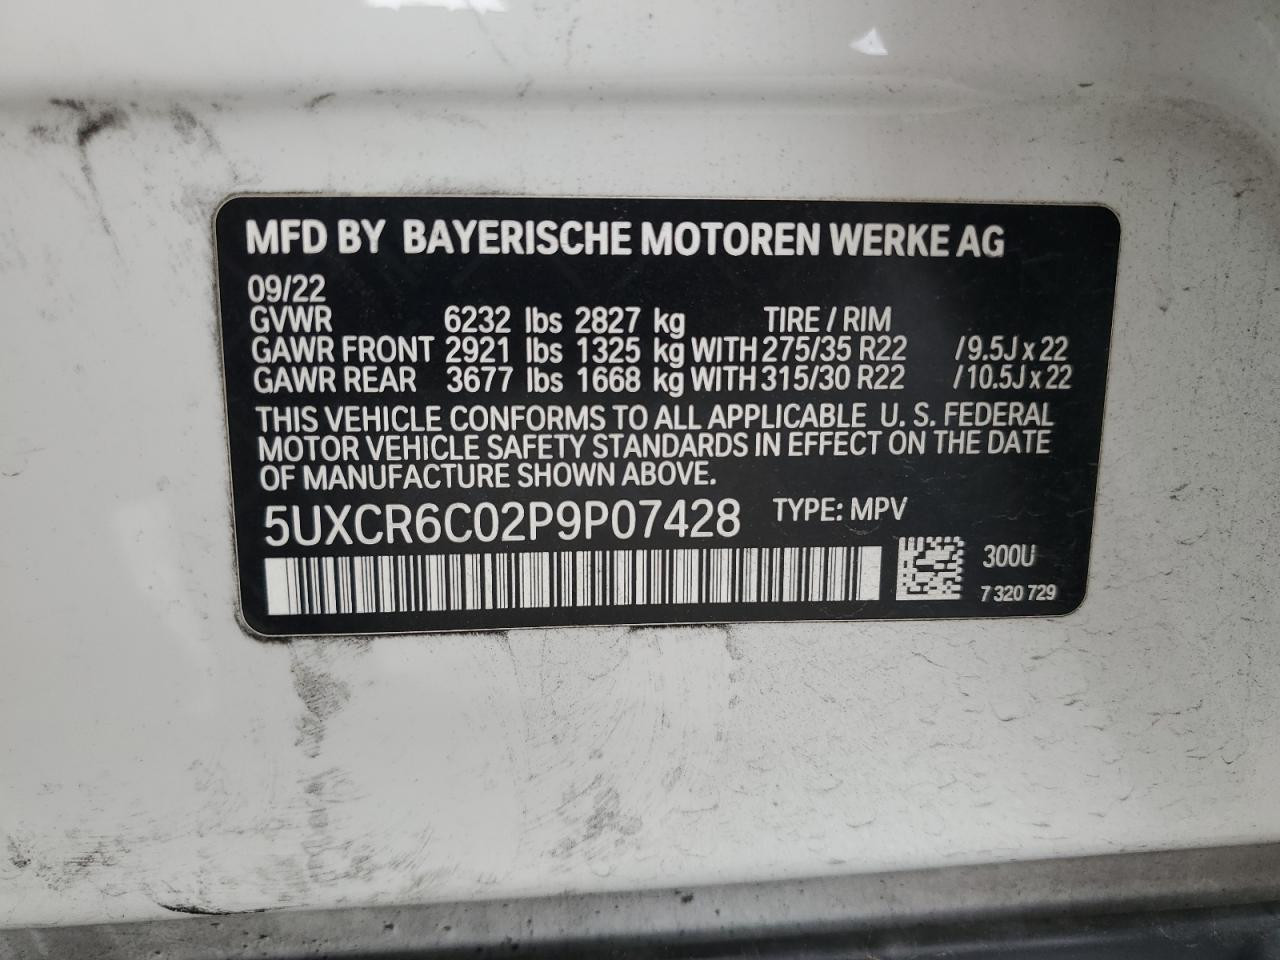 MFD BY BAYERISCHE MOTOREN WERKE AG
09/22
GVWR 6232 lbs 2827 kg TIRE / RIM
GAWR FRONT 2921 lbs 1325 kg WITH 275/35 R22 /9.5J x 22
GAWR REAR 3677 lbs 1668 kg WITH 315/30 R22 /10.5J x 22
THIS VEHICLE CONFORMS TO ALL APPLICABLE U. S. FEDERAL
MOTOR VEHICLE SAFETY STANDARDS IN EFFECT ON THE DATE
OF MANUFACTURE SHOWN ABOVE.
5UXCR6C02P9P07428 TYPE: MPV
300U
7 320 729